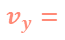 v_y =